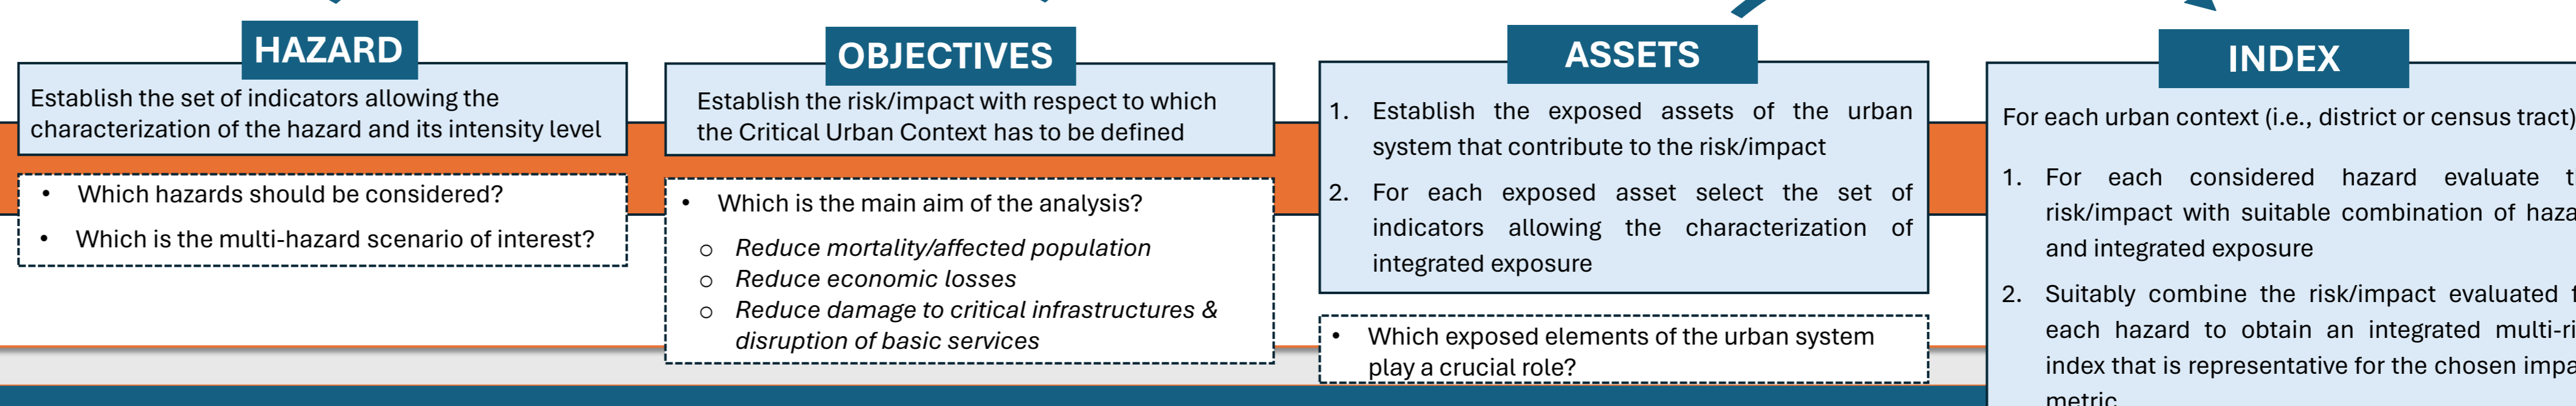 HAZARD
Establish the set of indicators allowing the
characterization of the hazard and its intensity level
• Which hazards should be considered?
• Which is the multi-hazard scenario of interest?
OBJECTIVES
Establish the risk/impact with respect to which
the Critical Urban Context has to be defined
• Which is the main aim of the analysis?
o Reduce mortality/affected population
o Reduce economic losses
o Reduce damage to critical infrastructures &
disruption of basic services
ASSETS
1. Establish the exposed assets of the urban
system that contribute to the risk/impact
2. For each exposed asset select the set of
indicators allowing the characterization of
integrated exposure
• Which exposed elements of the urban system
play a crucial role?
INDEX
For each urban context (i.e., district or census tract)
1. For each considered hazard evaluate
risk/impact with suitable combination of
and integrated exposure
2. Suitably combine the risk/impact evaluated
each hazard to obtain an integrated
index that is representative for the chosen
metric